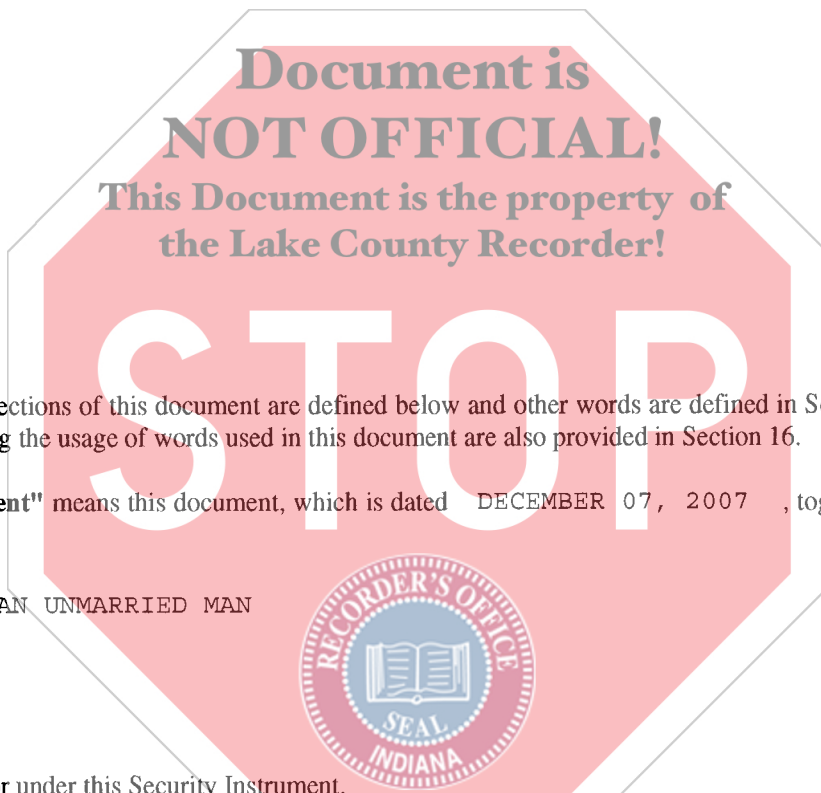 Document is
NOT OFFICIAL!
This Document is the property of
the Lake County Recorder!
STOP
ections of this document are defined below and other words are defined in S
g the usage of words used in this document are also provided in Section 16.
ent" means this document, which is dated DECEMBER 07, 2007 , to
AN UNMARRIED MAN
RECORDER'S OFFICE
SEAL
INDIANA
r under this Security Instrument.